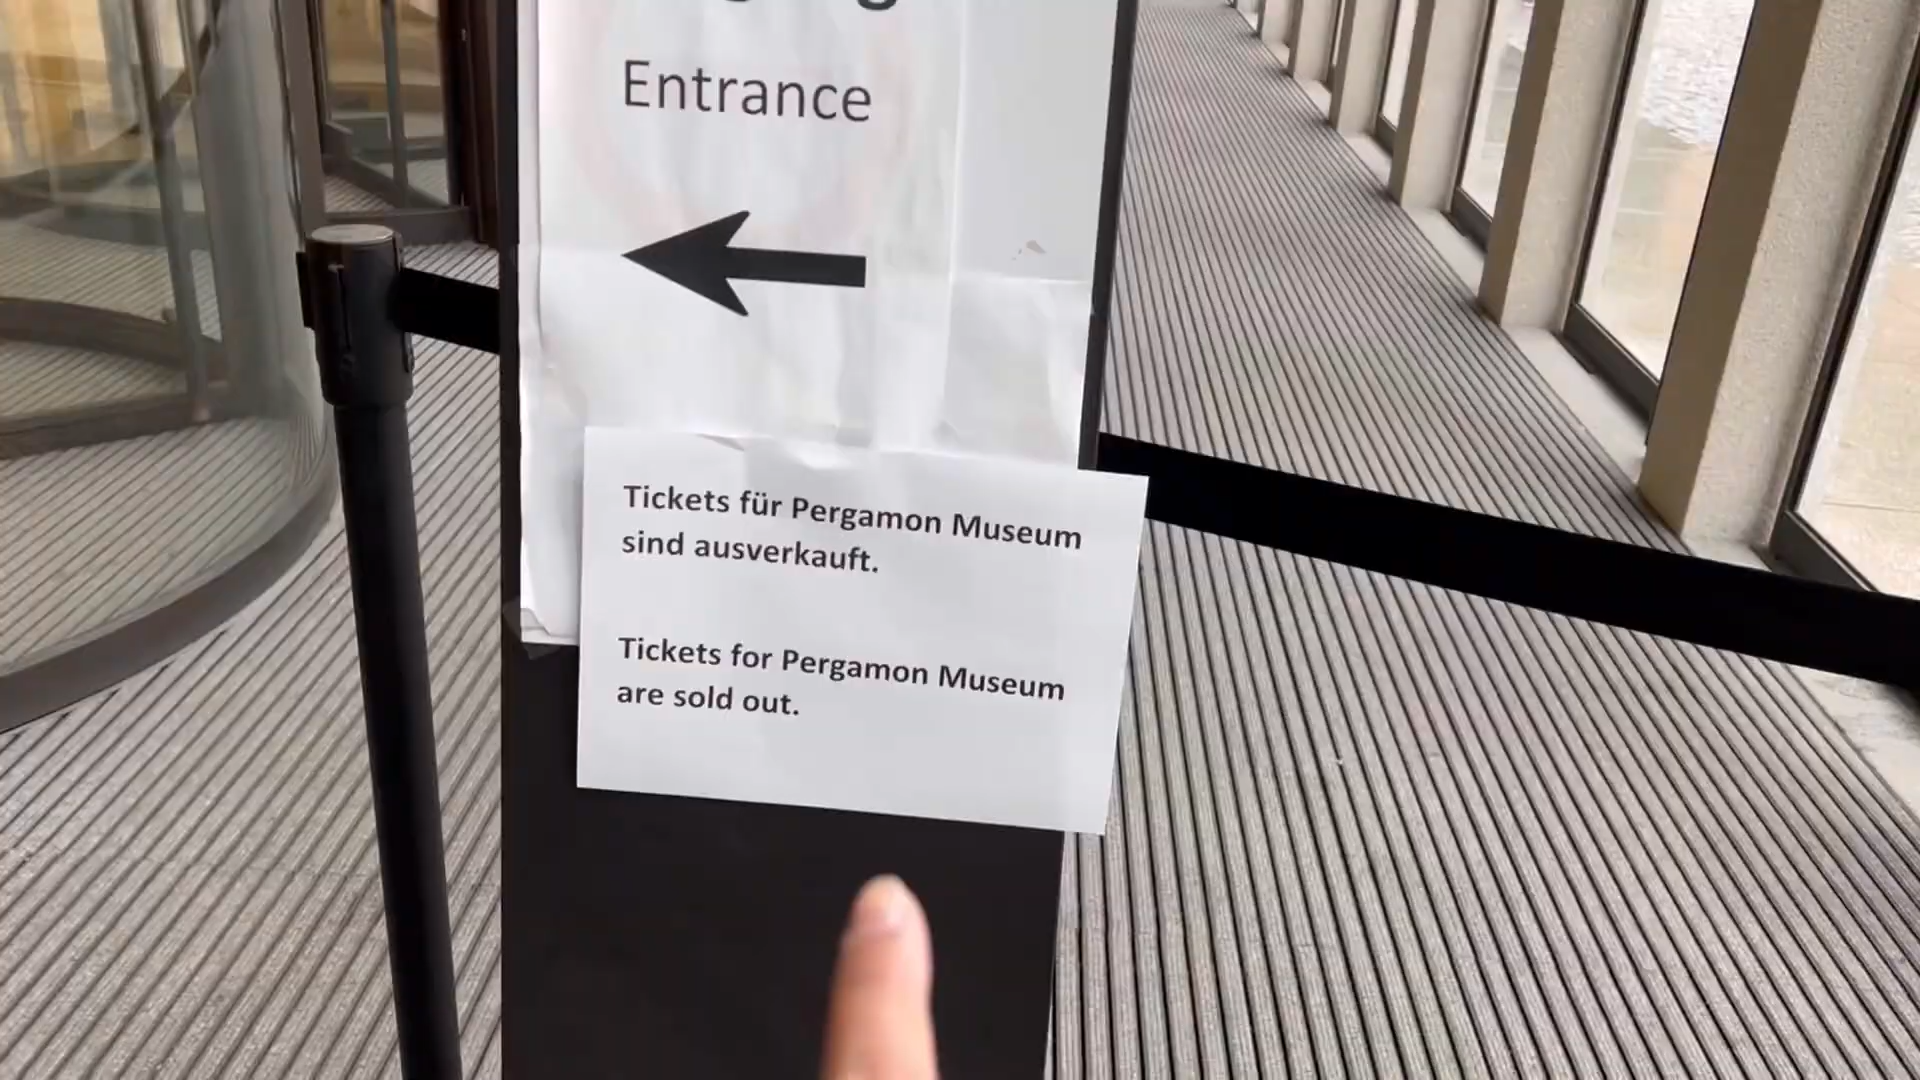 Entrance
Tickets für Pergamon Museum
sind ausverkauft.
Tickets for Pergamon Museum
are sold out.